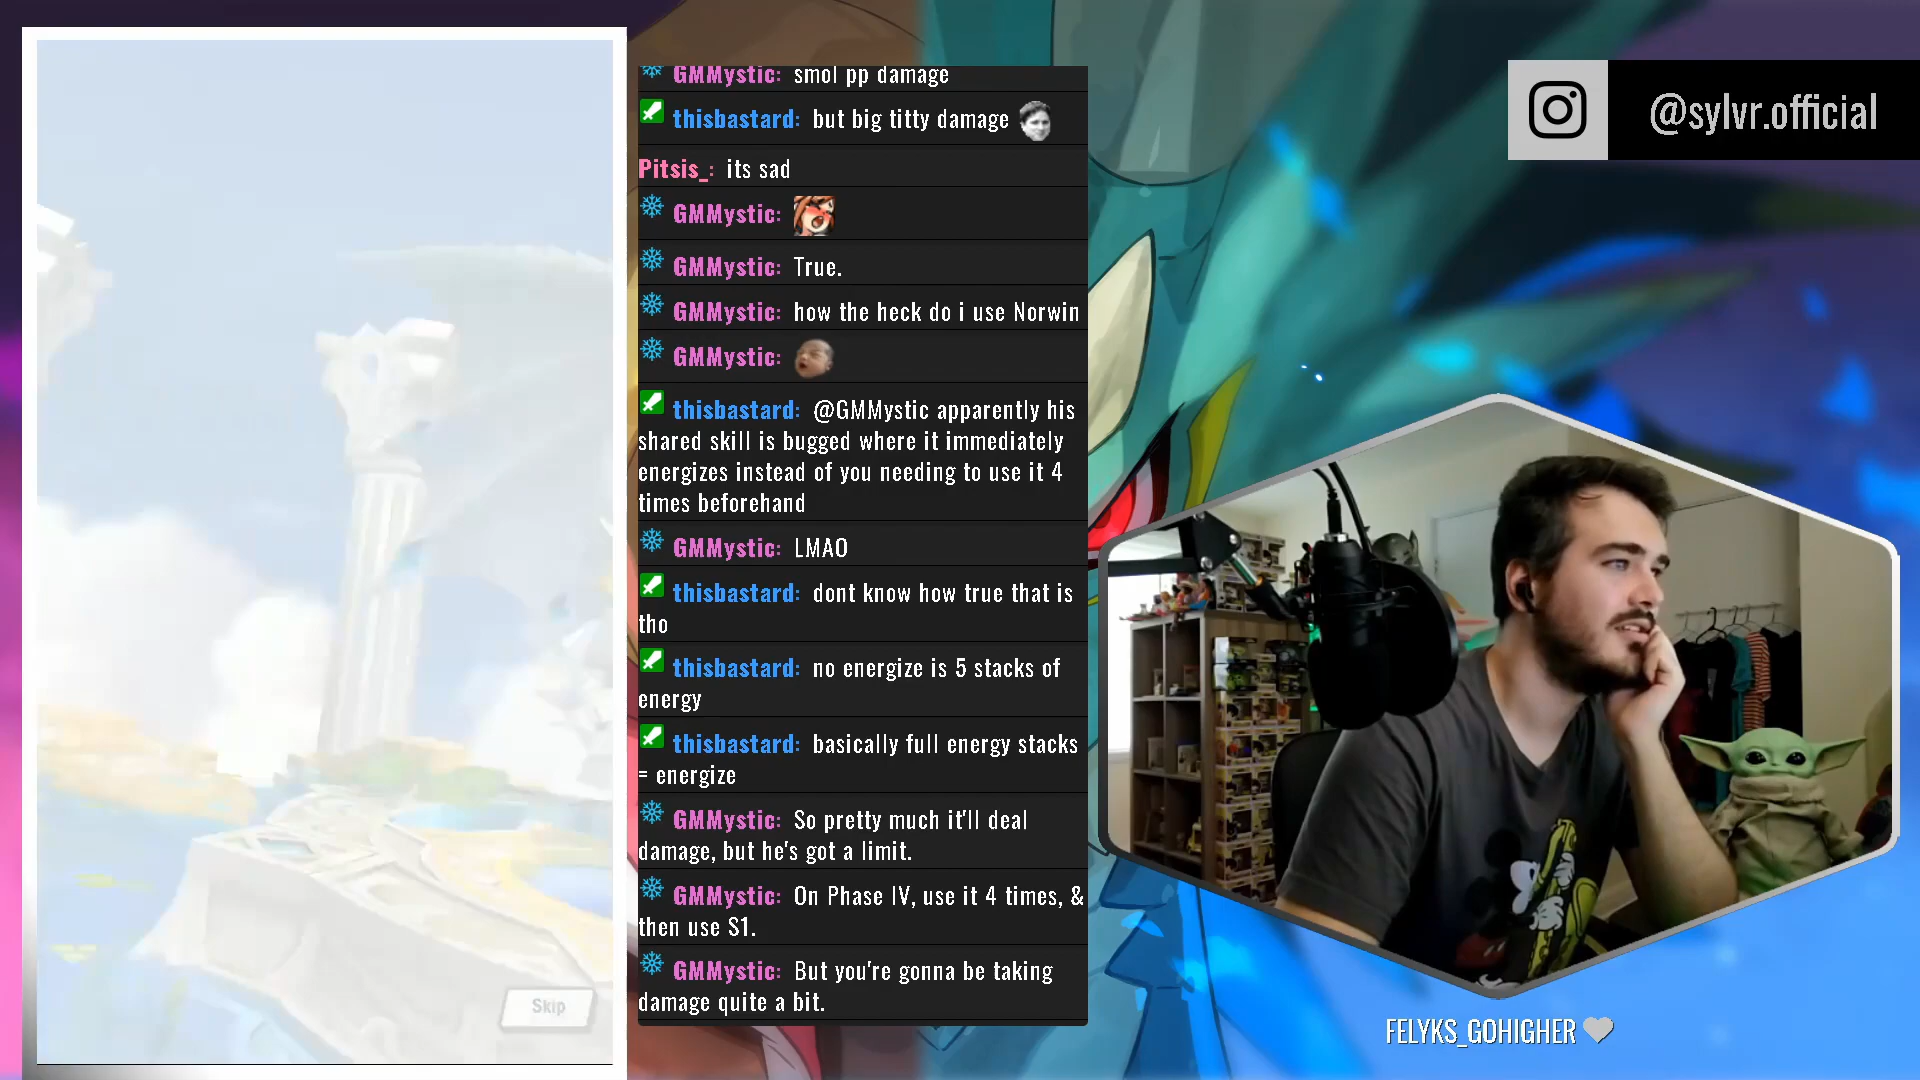 GMMystic: smol pp damage
thisbastard: but big titty damage
Pitsis_: its sad
GMMystic:
GMMystic: True.
GMMystic: how the heck do i use Norwin
GMMystic:
thisbastard: @GMMystic apparently his
shared skill is bugged where it immediately
energizes instead of you needing to use it 4
times beforehand
GMMystic: LMAO
thisbastard: dont know how true that is
tho
thisbastard: no energize is 5 stacks of
energy
thisbastard: basically full energy stacks
= energize
GMMystic: So pretty much it'll deal
damage, but he's got a limit.
GMMystic: On Phase IV, use it 4 times, &
then use S1.
GMMystic: But you're gonna be taking
damage quite a bit.
Skip
@sylvr.official
FELYKS_GOHIGHER